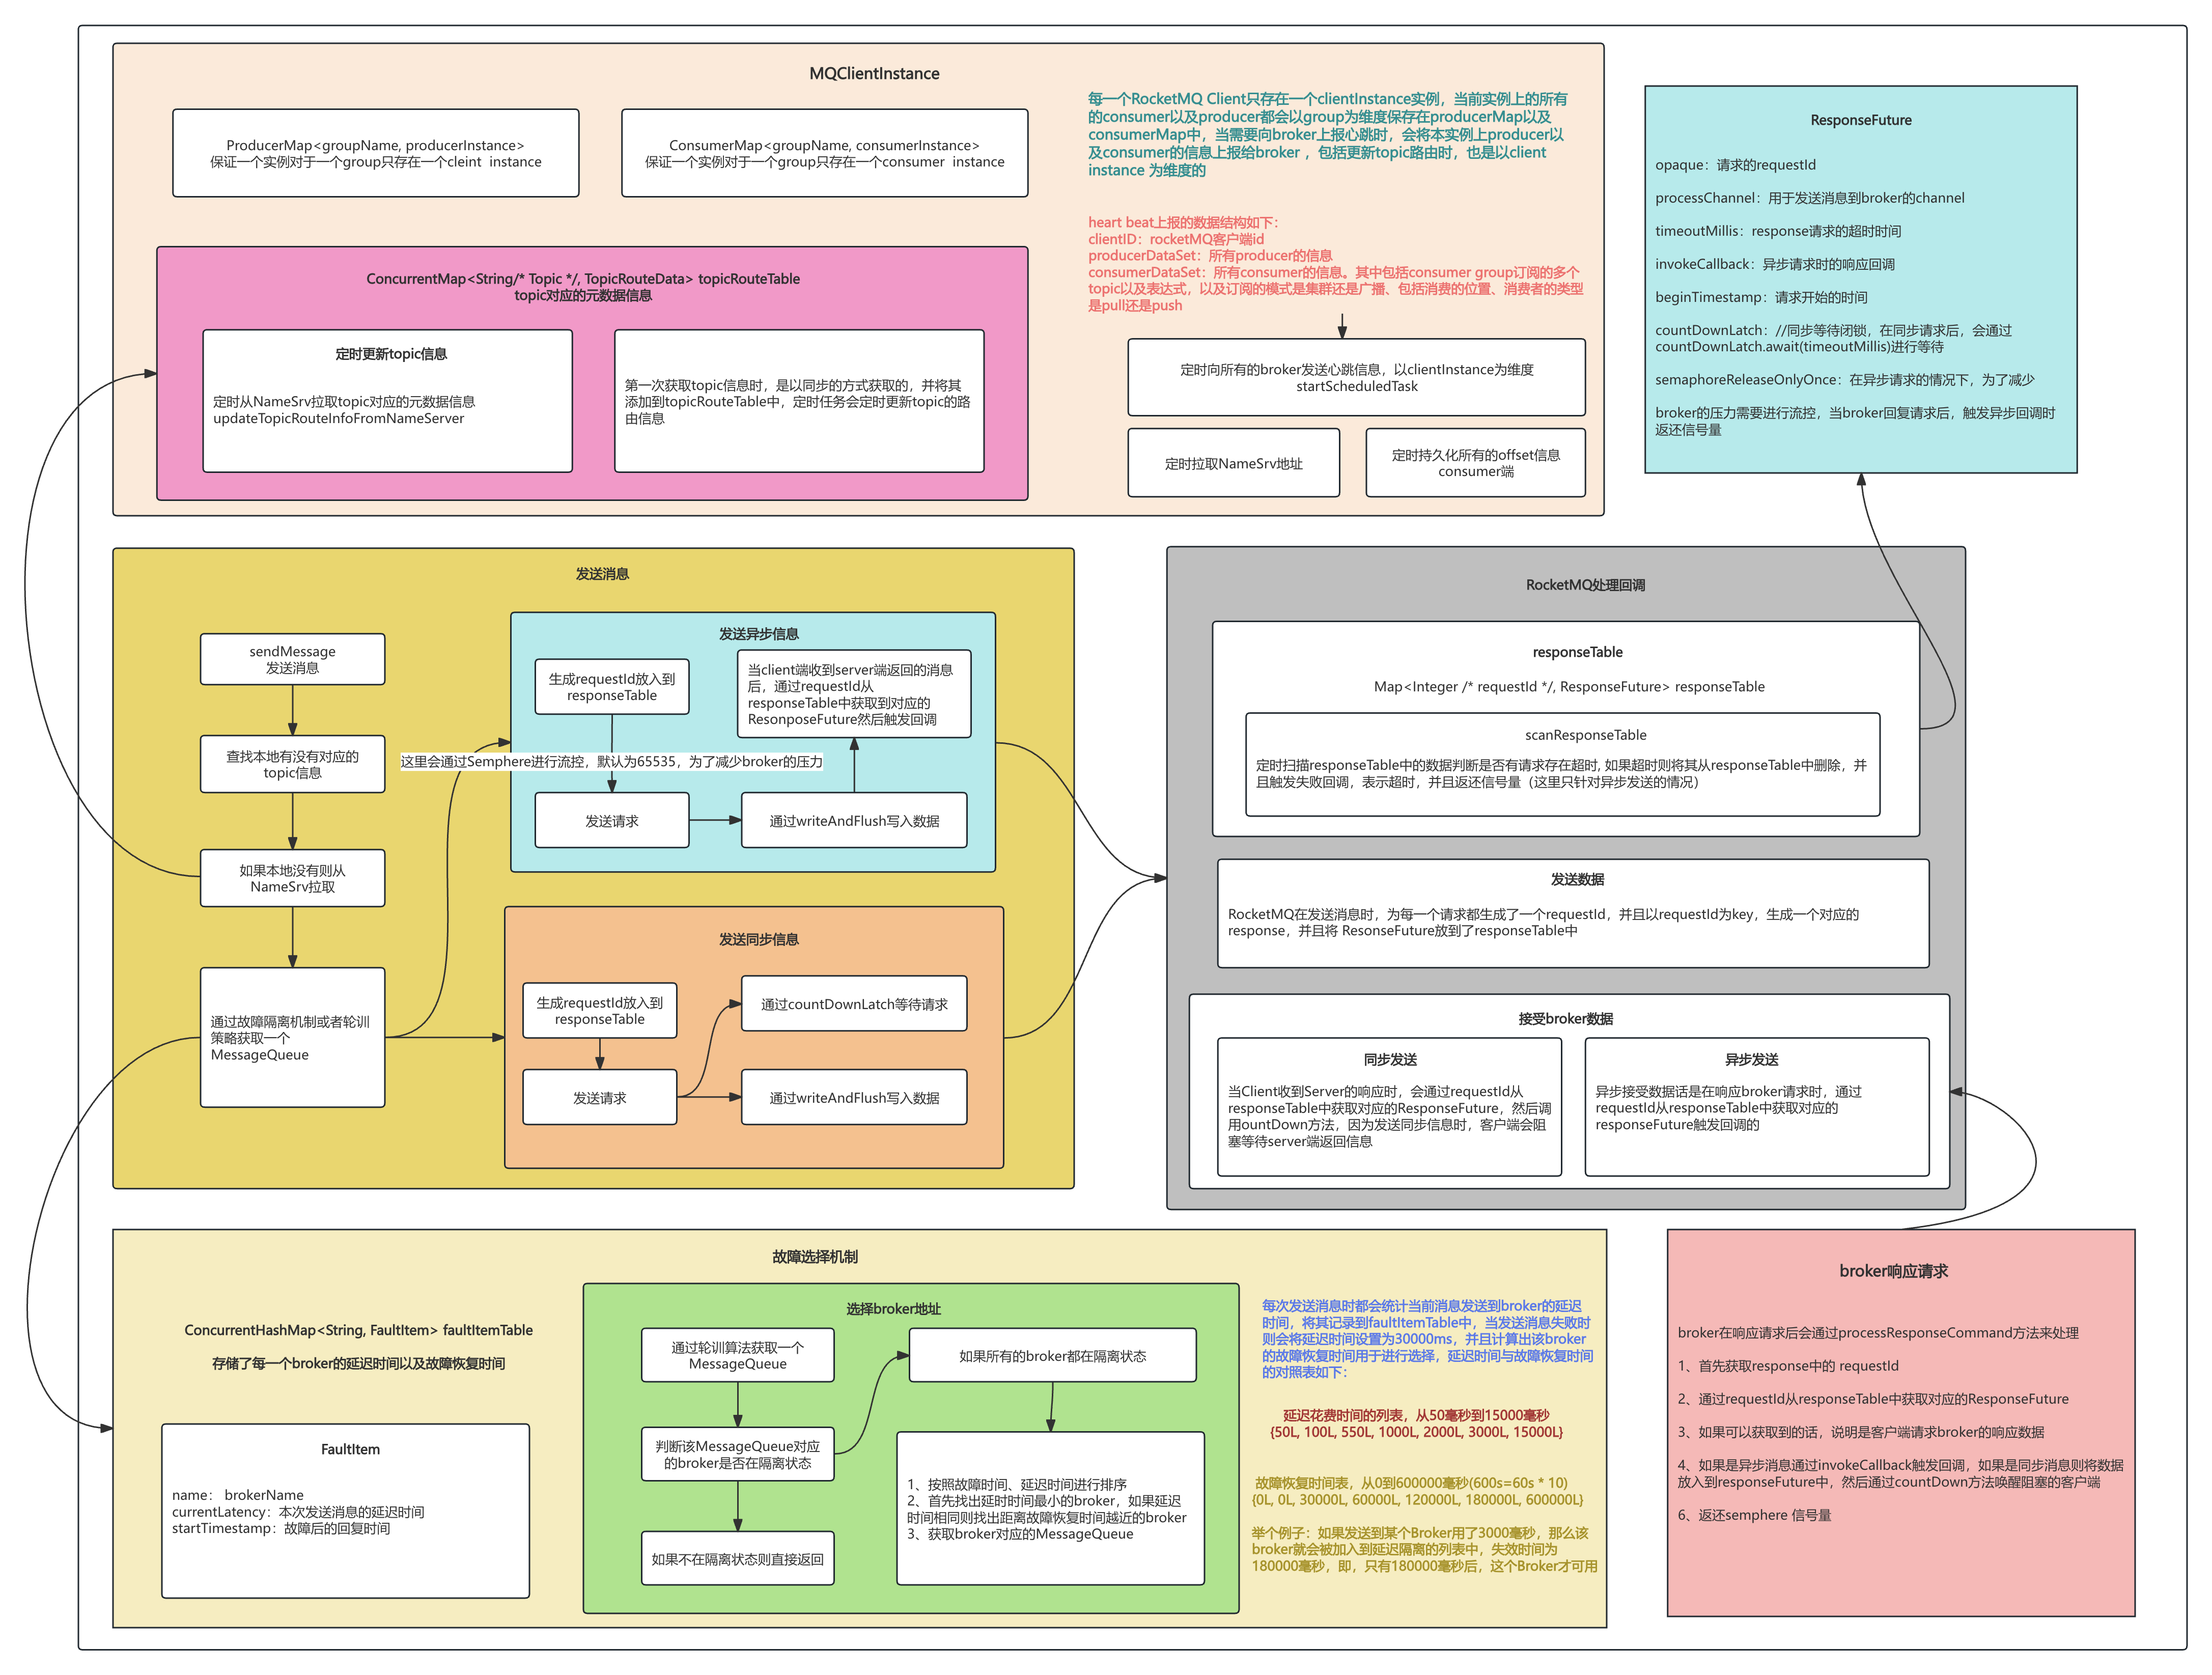 MQClientInstance
ProducerMap<groupName, producerInstance>
保证一个实例对于一个group只存在一个cleint  instance
ConsumerMap<groupName, consumerInstance>
保证一个实例对于一个group只存在一个consumer  instance
每一个RocketMQ Client只存在一个clientInstance实例，当前实例上的所有
的consumer以及producer都会以group为维度保存在producerMap以及
consumerMap中，当需要向broker上报心跳时，会将本实例上producer以
及consumer的信息上报给broker ，包括更新topic路由时，也是以client
instance 为维度的
heart beat上报的数据结构如下：
clientID：rocketMQ客户端id
producerDataSet：所有producer的信息
consumerDataSet：所有consumer的信息。其中包括consumer group订阅的多个
topic以及表达式，以及订阅的模式是集群还是广播、包括消费的位置、消费者的类型
是pull还是push
ConcurrentMap<String/* Topic */, TopicRouteData> topicRouteTable
topic对应的元数据信息
定时更新topic信息
定时从NameSrv拉取topic对应的元数据信息
updateTopicRouteInfoFromNameServer
第一次获取topic信息时，是以同步的方式获取的，并将其
添加到topicRouteTable中，定时任务会定时更新topic的路
由信息
定时向所有的broker发送心跳信息，以clientInstance为维度
startScheduledTask
定时拉取NameSrv地址
定时持久化所有的offset信息
consumer端
ResponseFuture
opaque：请求的requestId
processChannel：用于发送消息到broker的channel
timeoutMillis：response请求的超时时间
invokeCallback：异步请求时的响应回调
beginTimestamp：请求开始的时间
countDownLatch：//同步等待闭锁，在同步请求后，会通过
countDownLatch.await(timeoutMillis)进行等待
semaphoreReleaseOnlyOnce：在异步请求的情况下，为了减少
broker的压力需要进行流控，当broker回复请求后，触发异步回调时
返还信号量
发送消息
sendMessage
发送消息
查找本地有没有对应的
topic信息
如果本地没有则从
NameSrv拉取
通过故障隔离机制或者轮训
策略获取一个
MessageQueue
发送异步信息
生成requestId放入到
responseTable
当client端收到server端返回的消息
后，通过requestId从
responseTable中获取到对应的
ResonposeFuture然后触发回调
这里会通过Semphere进行流控，默认为65535，为了减少broker的压力
发送请求
通过writeAndFlush写入数据
发送同步信息
生成requestId放入到
responseTable
通过countDownLatch等待请求
发送请求
通过writeAndFlush写入数据
RocketMQ处理回调
responseTable
Map<Integer /* requestId */, ResponseFuture> responseTable
scanResponseTable
定时扫描responseTable中的数据判断是否有请求存在超时, 如果超时则将其从responseTable中删除，并
且触发失败回调，表示超时，并且返还信号量（这里只针对异步发送的情况）
发送数据
RocketMQ在发送消息时，为每一个请求都生成了一个requestId，并且以requestId为key，生成一个对应的
response，并且将 ResonseFuture放到了responseTable中
接受broker数据
同步发送
当Client收到Server的响应时，会通过requestId从
responseTable中获取对应的ResponseFuture，然后调
用ountDown方法，因为发送同步信息时，客户端会阻
塞等待server端返回信息
异步发送
异步接受数据话是在响应broker请求时，通过
requestId从responseTable中获取对应的
responseFuture触发回调的
故障选择机制
ConcurrentHashMap<String, FaultItem> faultItemTable
存储了每一个broker的延迟时间以及故障恢复时间
FaultItem
name： brokerName
currentLatency：本次发送消息的延迟时间
startTimestamp：故障后的回复时间
选择broker地址
通过轮训算法获取一个
MessageQueue
判断该MessageQueue对应
的broker是否在隔离状态
如果不在隔离状态则直接返回
如果所有的broker都在隔离状态
1、按照故障时间、延迟时间进行排序
2、首先找出延时时间最小的broker，如果延迟
时间相同则找出距离故障恢复时间越近的broker
3、获取broker对应的MessageQueue
每次发送消息时都会统计当前消息发送到broker的延迟
时间，将其记录到faultItemTable中，当发送消息失败时
则会将延迟时间设置为30000ms，并且计算出该broker
的故障恢复时间用于进行选择，延迟时间与故障恢复时间
的对照表如下：
延迟花费时间的列表，从50毫秒到15000毫秒
{50L, 100L, 550L, 1000L, 2000L, 3000L, 15000L}
故障恢复时间表，从0到600000毫秒(600s=60s * 10)
{0L, 0L, 30000L, 60000L, 120000L, 180000L, 600000L}
举个例子：如果发送到某个Broker用了3000毫秒，那么该
broker就会被加入到延迟隔离的列表中，失效时间为
180000毫秒，即，只有180000毫秒后，这个Broker才可用
broker响应请求
broker在响应请求后会通过processResponseCommand方法来处理
1、首先获取response中的 requestId
2、通过requestId从responseTable中获取对应的ResponseFuture
3、如果可以获取到的话，说明是客户端请求broker的响应数据
4、如果是异步消息通过invokeCallback触发回调，如果是同步消息则将数据
放入到responseFuture中，然后通过countDown方法唤醒阻塞的客户端
6、返还semphere 信号量